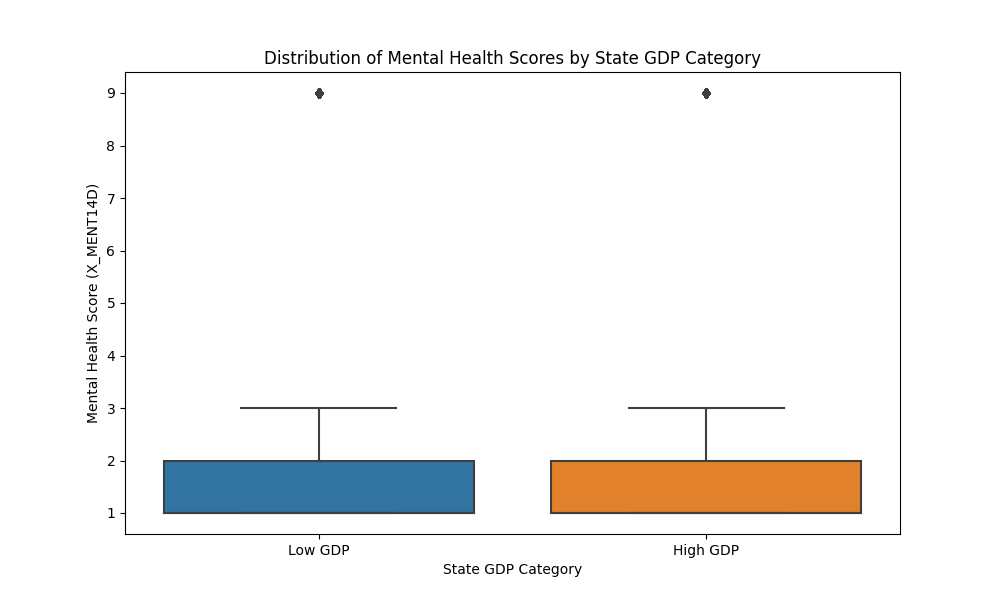 Distribution of Mental Health Scores by State GDP Category
Mental Health Score (X_MENT14D)
9
8
7
6
5
4
3
2
1
Low GDP
High GDP
State GDP Category